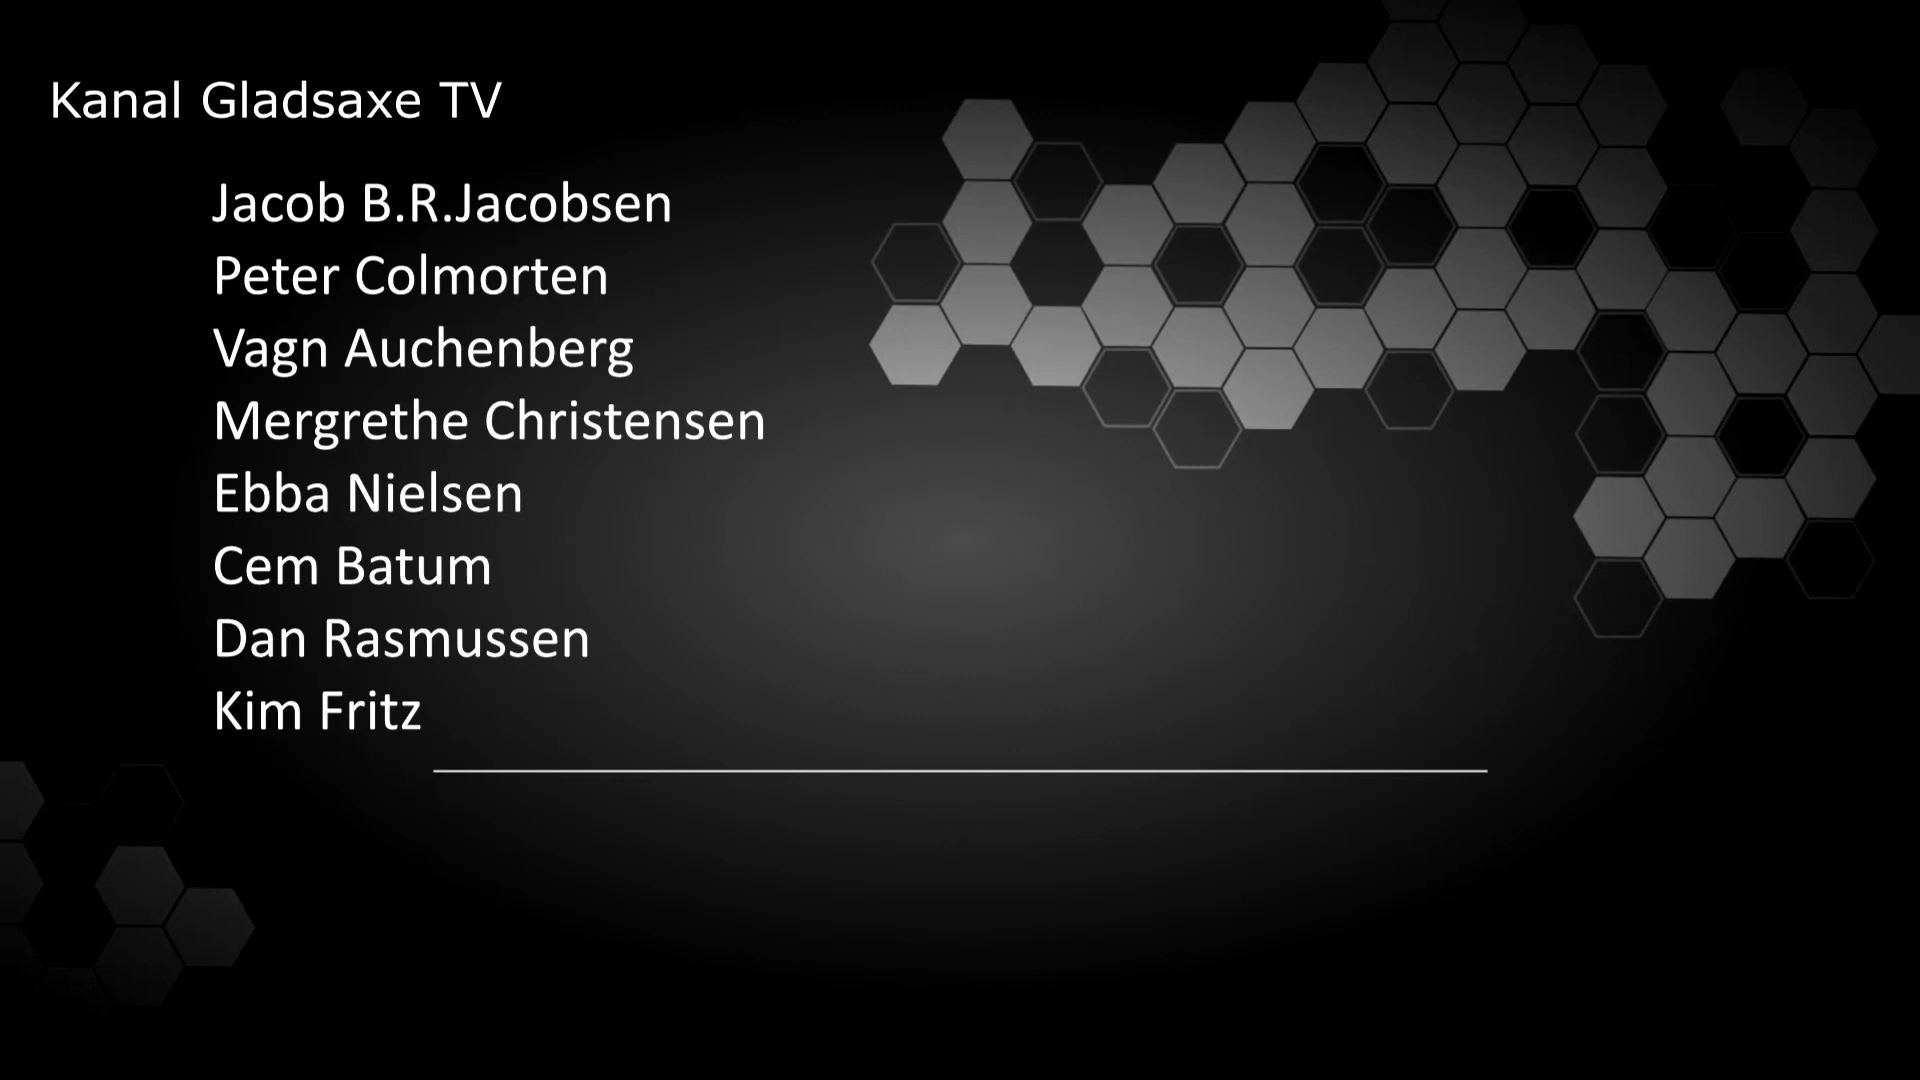 Kanal Gladsaxe TV
Jacob B.R.Jacobsen
Peter Colmorten
Vagn Auchenberg
Mergrethe Christensen
Ebba Nielsen
Cem Batum
Dan Rasmussen
Kim Fritz